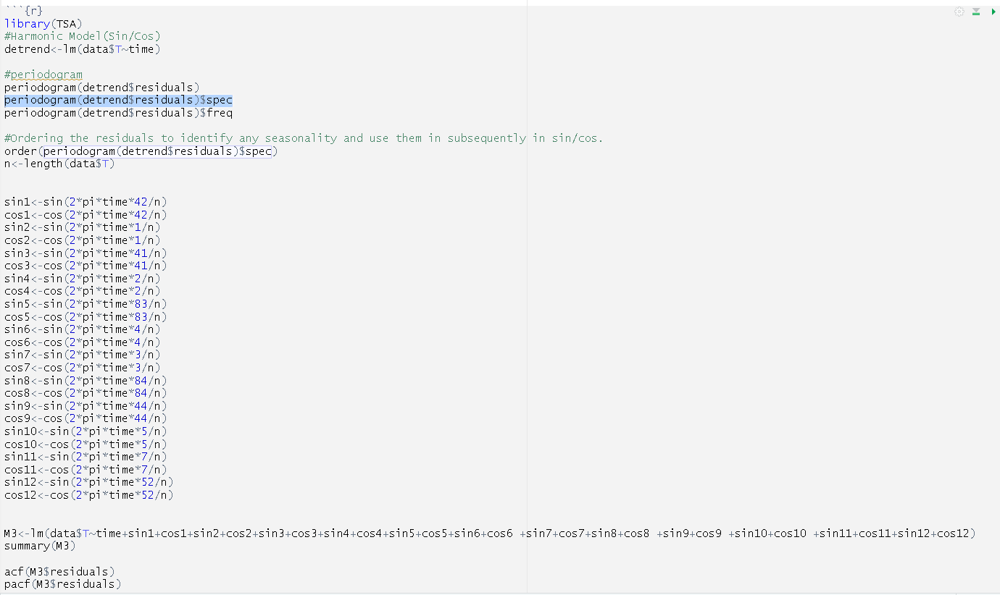 ```{r}
library(TSA)
#Harmonic Model(Sin/Cos)
detrend<-lm(data$T~time)
#periodogram
periodogram(detrend$residuals)
periodogram(detrend$residuals)$spec
periodogram(detrend$residuals)$freq
#Ordering the residuals to identify any seasonality and use them in subsequently in sin/cos.
order(periodogram(detrend$residuals)$spec)
n<-length(data$T)
sin1<-sin(2*pi*time*42/n)
cos1<-cos(2*pi*time*42/n)
sin2<-sin(2*pi*time*1/n)
cos2<-cos(2*pi*time*1/n)
sin3<-sin(2*pi*time*41/n)
cos3<-cos(2*pi*time*41/n)
sin4<-sin(2*pi*time*2/n)
cos4<-cos(2*pi*time*2/n)
sin5<-sin(2*pi*time*83/n)
cos5<-cos(2*pi*time*83/n)
sin6<-sin(2*pi*time*4/n)
cos6<-cos(2*pi*time*4/n)
sin7<-sin(2*pi*time*3/n)
cos7<-cos(2*pi*time*3/n)
sin8<-sin(2*pi*time*84/n)
cos8<-cos(2*pi*time*84/n)
sin9<-sin(2*pi*time*44/n)
cos9<-cos(2*pi*time*44/n)
sin10<-sin(2*pi*time*5/n)
cos10<-cos(2*pi*time*5/n)
sin11<-sin(2*pi*time*7/n)
cos11<-cos(2*pi*time*7/n)
sin12<-sin(2*pi*time*52/n)
cos12<-cos(2*pi*time*52/n)
M3<-lm(data$T~time+sin1+cos1+sin2+cos2+sin3+cos3+sin4+cos4+sin5+cos5+sin6+cos6 +sin7+cos7+sin8+cos8 +sin9+cos9 +sin10+cos10 +sin11+cos11+sin12+cos12)
summary(M3)
acf(M3$residuals)
pacf(M3$residuals)